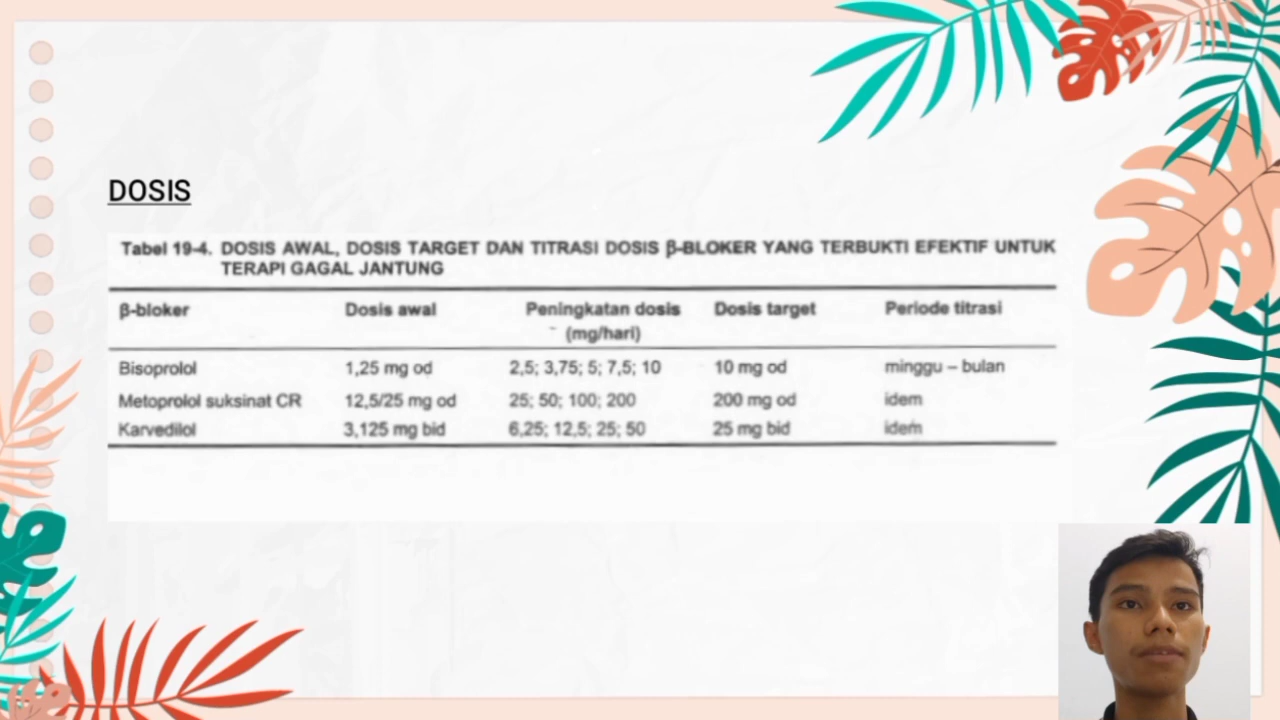 DOSIS
Tabel 19-4. DOSIS AWAL, DOSIS TARGET DAN TITRASI DOSIS β-BLOKER YANG TERBUKTI EFEKTIF UNTUK
TERAPI GAGAL JANTUNG
β-bloker Dosis awal Peningkatan dosis Dosis target Periode titrasi
(mg/hari)
Bisoprolol 1,25 mg od 2,5; 3,75; 5; 7,5; 10 10 mg od minggu – bulan
Metoprolol suksinat CR 12,5/25 mg od 25; 50; 100; 200 200 mg od idem
Karvedilol 3,125 mg bid 6,25; 12,5; 25; 50 25 mg bid idem